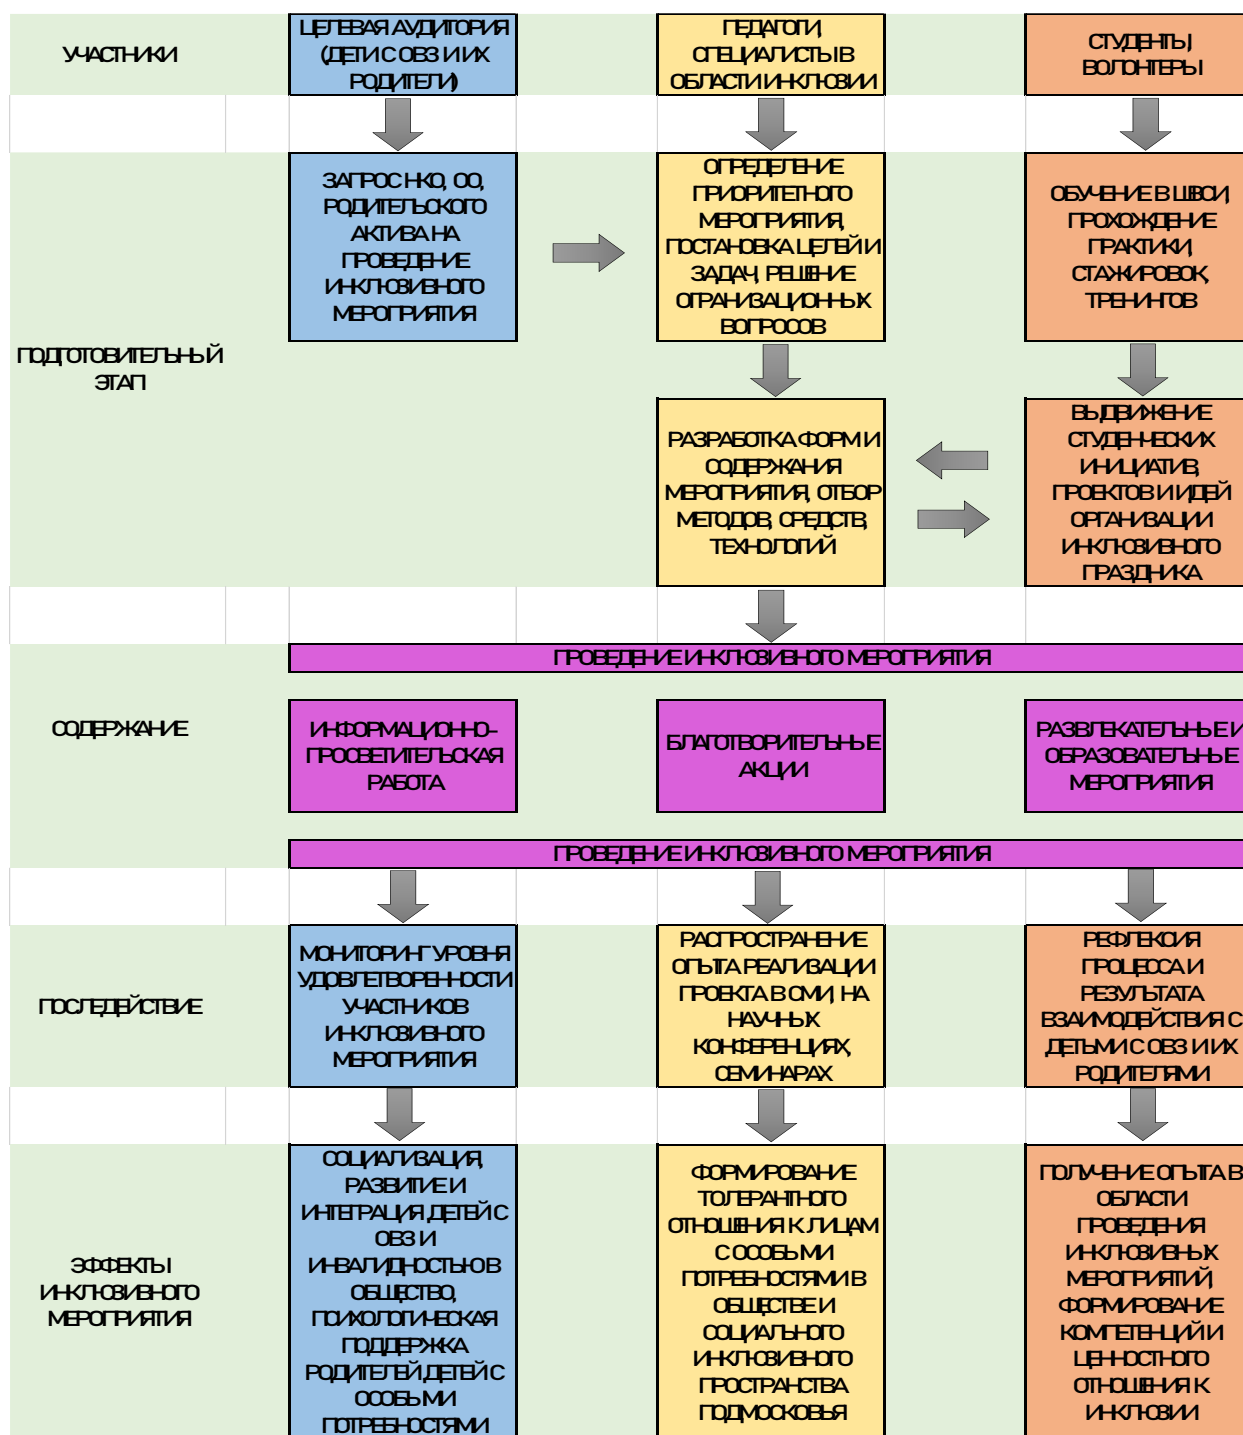 УЧАСТНИКИ
ЦЕЛЕВАЯ АУДИТОРИЯ
(ДЕТИ С ОВЗ И ИХ
РОДИТЕЛИ)
ПЕДАГОГИ,
СПЕЦИАЛИСТЫ В
ОБЛАСТИ ИНКЛЮЗИИ
СТУДЕНТЫ,
ВОЛОНТЕРЫ
ПОДГОТОВИТЕЛЬНЫЙ
ЭТАП
ЗАПРОС НКО, ОО,
РОДИТЕЛЬСКОГО
АКТИВА НА
ПРОВЕДЕНИЕ
ИНКЛЮЗИВНОГО
МЕРОПРИЯТИЯ
ОПРЕДЕЛЕНИЕ
ПРИОРИТЕТНОГО
МЕРОПРИЯТИЯ,
ПОСТАНОВКА ЦЕЛЕЙ И
ЗАДАЧ, РЕШЕНИЕ
ОГРАНИЗАЦИОННЫХ
ВОПРОСОВ
ОБУЧЕНИЕ В ШВСИ,
ПРОХОЖДЕНИЕ
ПРАКТИКИ,
СТАЖИРОВОК,
ТРЕНИНГОВ
РАЗРАБОТКА ФОРМ И
СОДЕРЖАНИЯ
МЕРОПРИЯТИЯ, ОТБОР
МЕТОДОВ, СРЕДСТВ,
ТЕХНОЛОГИЙ
ВЫДВИЖЕНИЕ
СТУДЕНЧЕСКИХ
ИНИЦИАТИВ,
ПРОЕКТОВ И ИДЕЙ
ОРГАНИЗАЦИИ
ИНКЛЮЗИВНОГО
ПРАЗДНИКА
СОДЕРЖАНИЕ
ПРОВЕДЕНИЕ ИНКЛЮЗИВНОГО МЕРОПРИЯТИЯ
ИНФОРМАЦИОННО-
ПРОСВЕТИТЕЛЬСКАЯ
РАБОТА
БЛАГОТВОРИТЕЛЬНЫЕ
АКЦИИ
РАЗВЛЕКАТЕЛЬНЫЕ И
ОБРАЗОВАТЕЛЬНЫЕ
МЕРОПРИЯТИЯ
ПРОВЕДЕНИЕ ИНКЛЮЗИВНОГО МЕРОПРИЯТИЯ
ПОСЛЕДЕЙСТВИЕ
МОНИТОРИНГ УРОВНЯ
УДОВЛЕТВОРЕННОСТИ
УЧАСТНИКОВ
ИНКЛЮЗИВНОГО
МЕРОПРИЯТИЯ
РАСПРОСТРАНЕНИЕ
ОПЫТА РЕАЛИЗАЦИИ
ПРОЕКТА В СМИ, НА
НАУЧНЫХ
КОНФЕРЕНЦИЯХ,
СЕМИНАРАХ
РЕФЛЕКСИЯ
ПРОЦЕССА И
РЕЗУЛЬТАТА
ВЗАИМОДЕЙСТВИЯ С
ДЕТЬМИ С ОВЗ И ИХ
РОДИТЕЛЯМИ
ЭФФЕКТЫ
ИНКЛЮЗИВНОГО
МЕРОПРИЯТИЯ
СОЦИАЛИЗАЦИЯ,
РАЗВИТИЕ И
ИНТЕГРАЦИЯ ДЕТЕЙ С
ОВЗ И
ИНВАЛИДНОСТЬЮ В
ОБЩЕСТВО,
ПСИХОЛОГИЧЕСКАЯ
ПОДДЕРЖКА
РОДИТЕЛЕЙ ДЕТЕЙ С
ОСОБЫМИ
ПОТРЕБНОСТЯМИ
ФОРМИРОВАНИЕ
ТОЛЕРАНТНОГО
ОТНОШЕНИЯ К ЛИЦАМ
С ОСОБЫМИ
ПОТРЕБНОСТЯМИ В
ОБЩЕСТВЕ И
СОЦИАЛЬНОГО
ИНКЛЮЗИВНОГО
ПРОСТРАНСТВА
ПОДМОСКОВЬЯ
ПОЛУЧЕНИЕ ОПЫТА В
ОБЛАСТИ
ПРОВЕДЕНИЯ
ИНКЛЮЗИВНЫХ
МЕРОПРИЯТИЙ,
ФОРМИРОВАНИЕ
КОМПЕТЕНЦИЙ И
ЦЕННОСТНОГО
ОТНОШЕНИЯ К
ИНКЛЮЗИИ